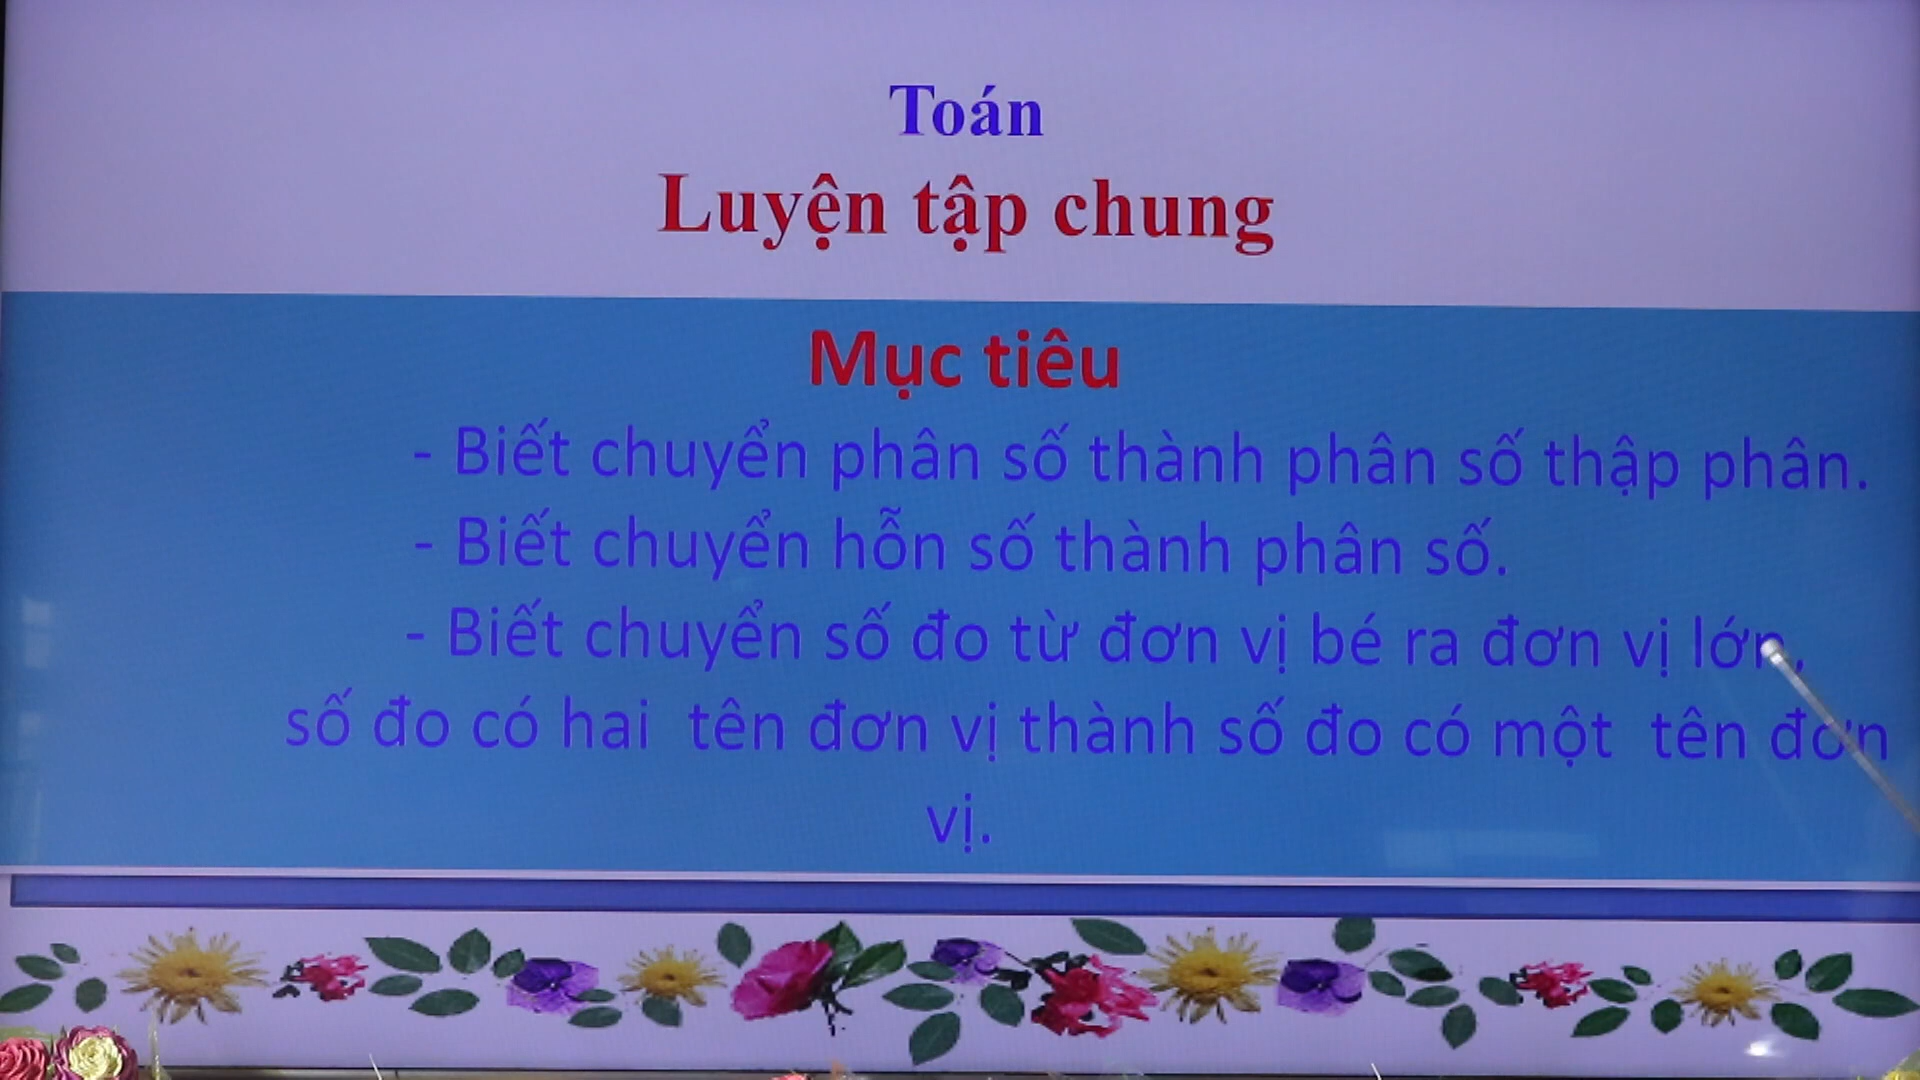 Toán
Luyện tập chung
Mục tiêu
- Biết chuyển phân số thành phân số thập phân.
- Biết chuyển hỗn số thành phân số.
- Biết chuyển số đo từ đơn vị bé ra đơn vị lớn,
số đo có hai tên đơn vị thành số đo có một tên đơn
vị.